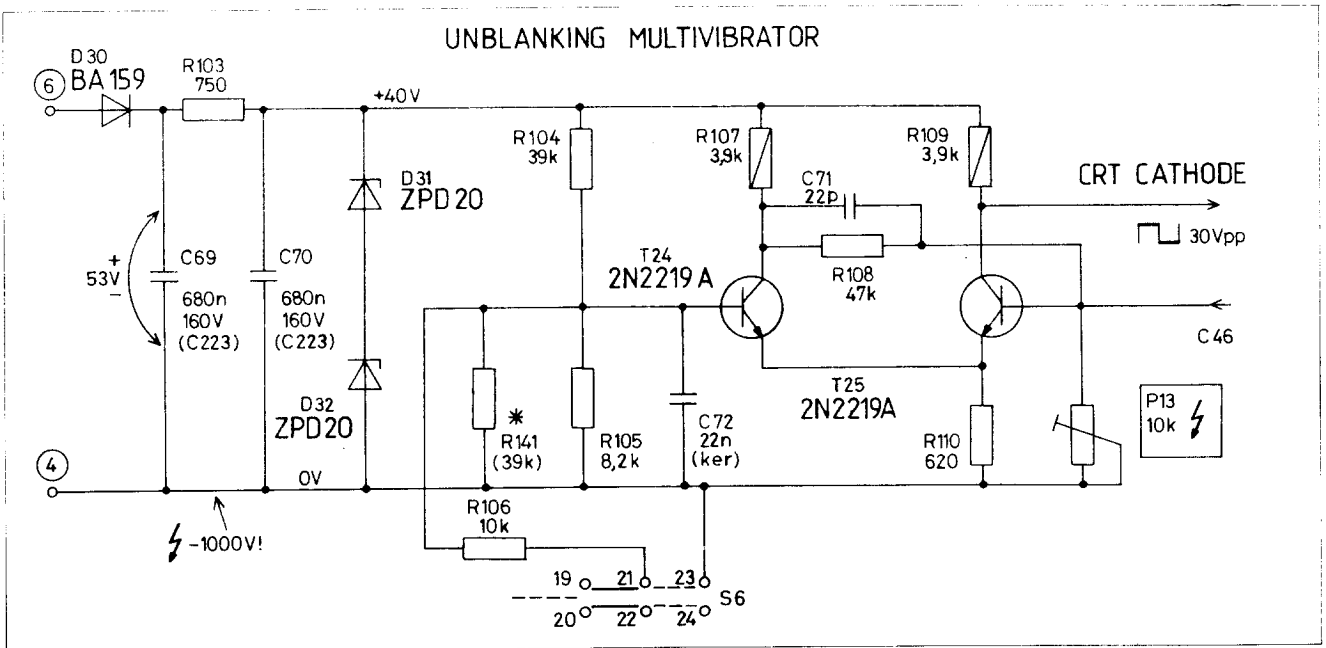 UNBLANKING MULTIVIBRATOR
D30
BA159
6
R103
750
+40V
R104
39k
R107
3,9k
R109
3,9k
C71
22p
CRT CATHODE
30Vpp
D31
ZPD20
T24
2N2219A
R108
47k
+
53V
-
C69
680n
160V
(C223)
C70
680n
160V
(C223)
C46
D32
ZPD20
*
R141
(39k)
R105
8,2k
C72
22n
(ker)
T25
2N2219A
R110
620
P13
10k
4
0V
-1000V!
R106
10k
19 21 23
S6
20 22 24